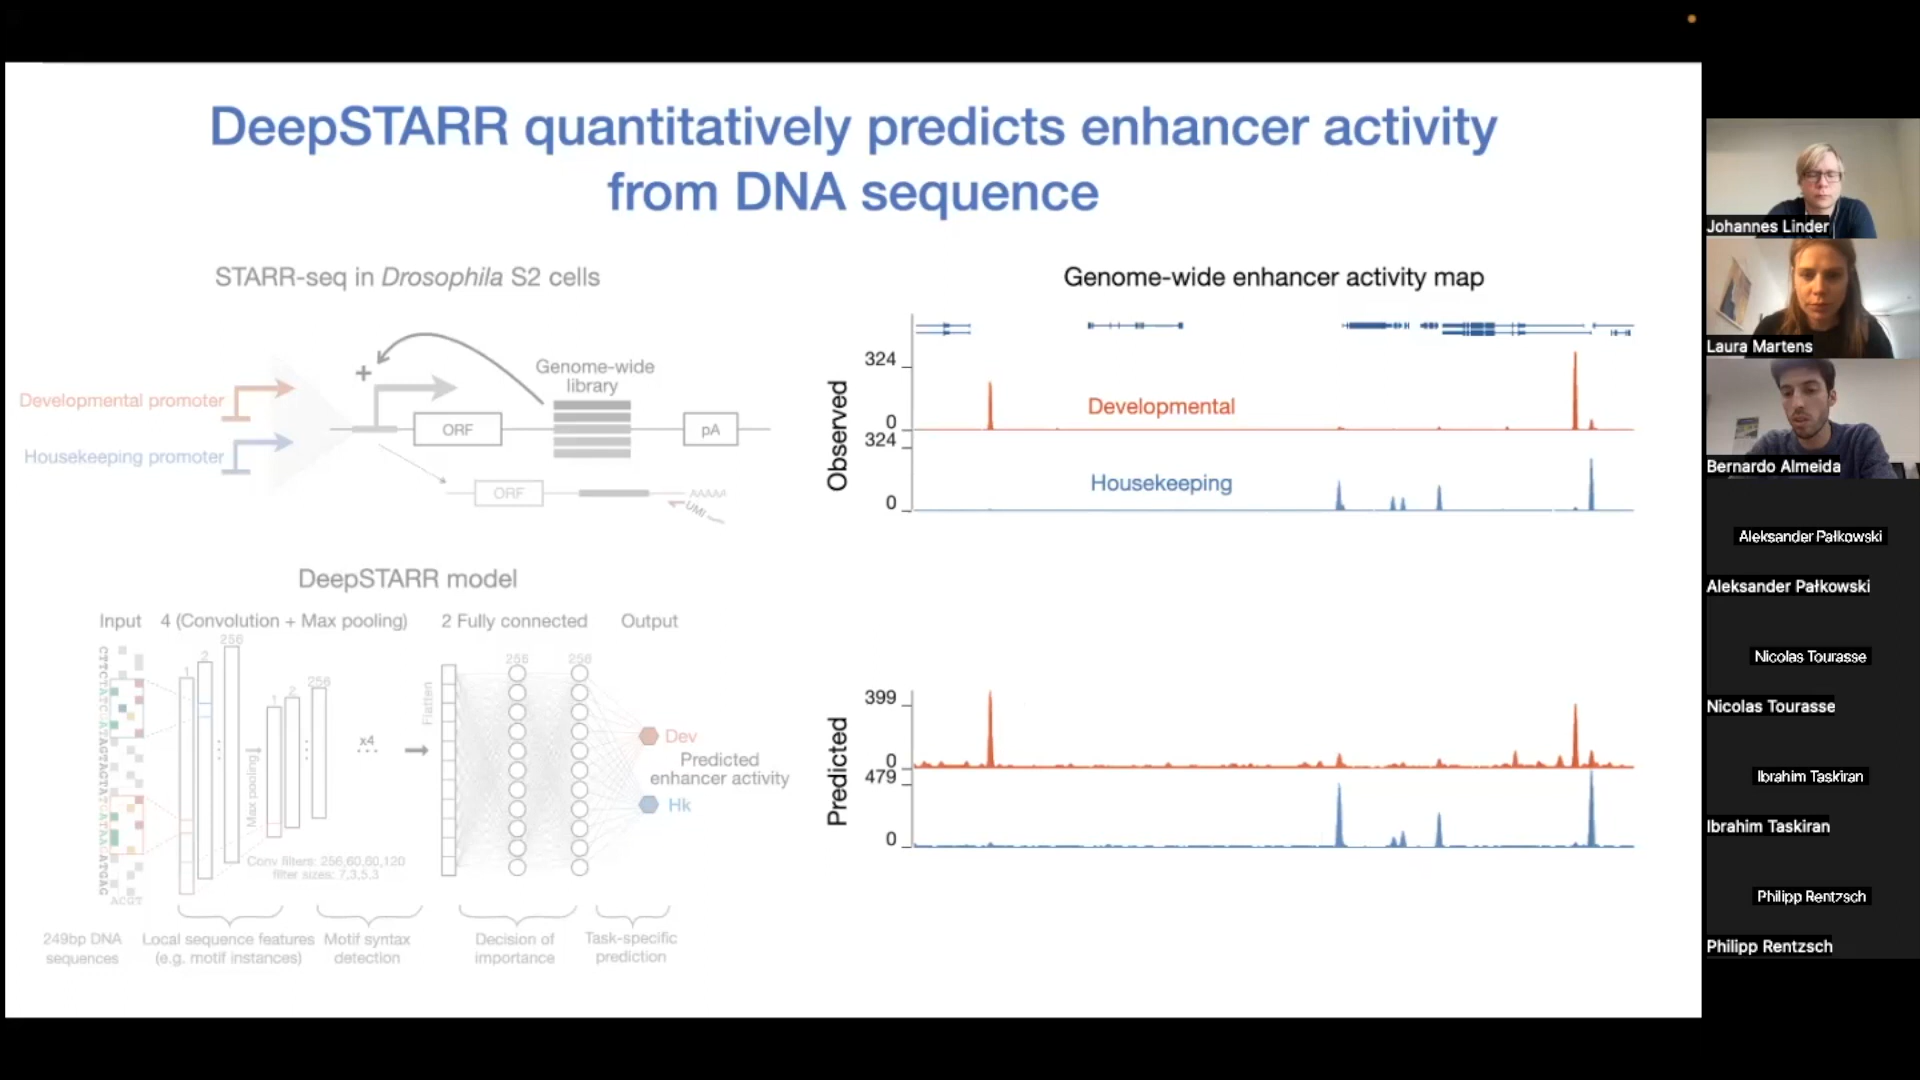 DeepSTARR quantitatively predicts enhancer activity
from DNA sequence
STARR-seq in Drosophila S2 cells
Developmental promoter
Housekeeping promoter
+
ORF
Genome-wide
library
pA
ORF
AAAAA
UMI
DeepSTARR model
Input
4 (Convolution + Max pooling)
2 Fully connected
Output
1
2
256
1
2
256
Max pooling
x4
Flatten
256
256
Dev
Predicted
enhancer activity
Hk
Conv filters: 256,60,60,120
filter sizes: 7,3,5,3
ACGT
249bp DNA
sequences
Local sequence features
(e.g. motif instances)
Motif syntax
detection
Decision of
importance
Task-specific
prediction
Genome-wide enhancer activity map
Observed
324
0
Developmental
324
0
Housekeeping
Predicted
399
0
479
0
Johannes Linder
Laura Martens
Bernardo Almeida
Aleksander Pałkowski
Aleksander Pałkowski
Nicolas Tourasse
Nicolas Tourasse
Ibrahim Taskiran
Ibrahim Taskiran
Philipp Rentzsch
Philipp Rentzsch